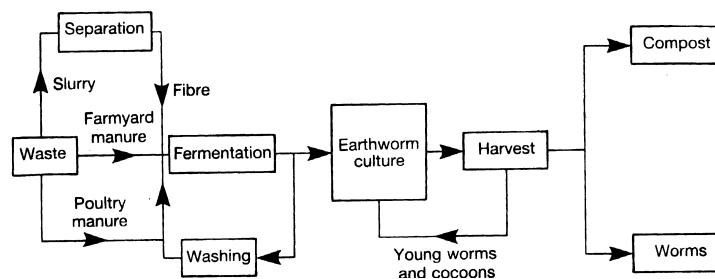 Separation
Compost
Slurry
Fibre
Farmyard
manure
Waste
Fermentation
Earthworm
culture
Harvest
Poultry
manure
Washing
Young worms
and cocoons
Worms